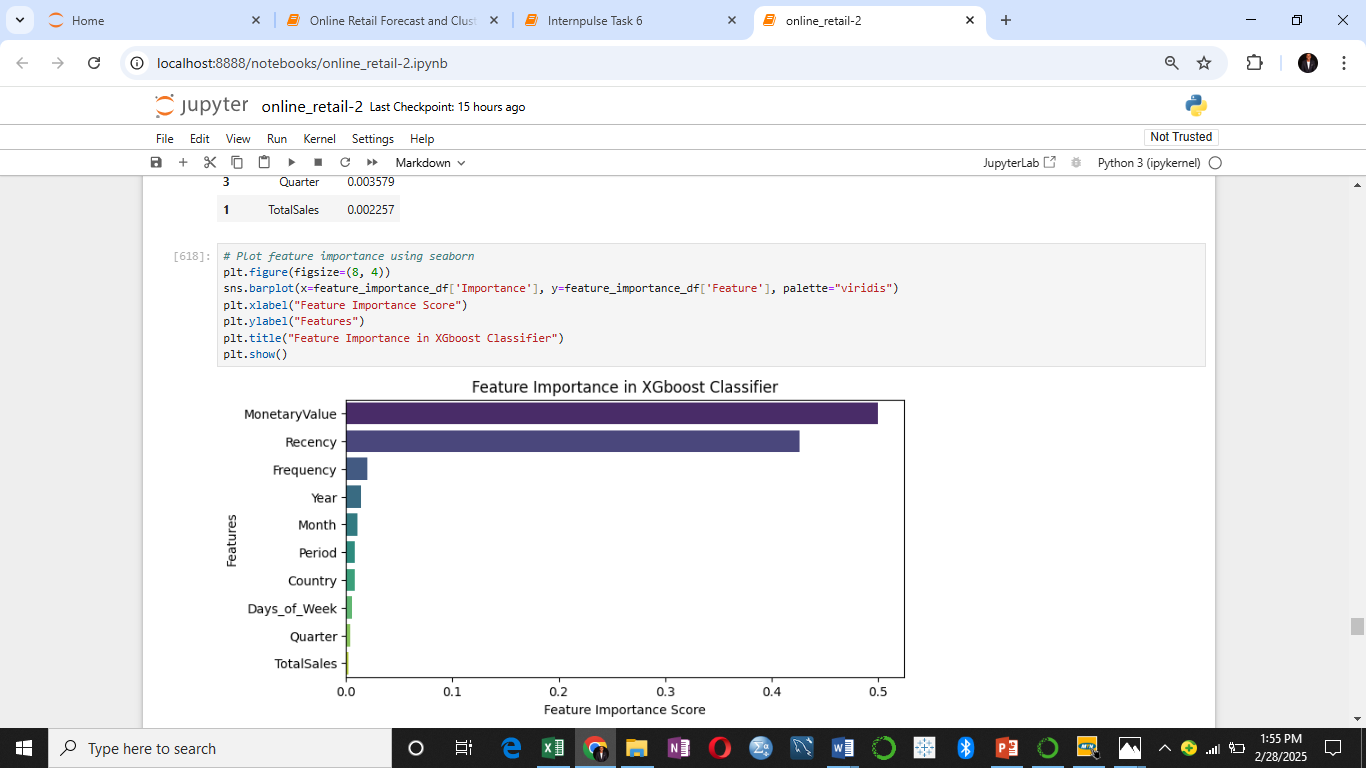 Home
Online Retail Forecast and Clust
Internpulse Task 6
online_retail-2
localhost:8888/notebooks/online_retail-2.ipynb
jupyter online_retail-2 Last Checkpoint: 15 hours ago
File Edit View Run Kernel Settings Help
Not Trusted
Markdown
JupyterLab
Python 3 (ipykernel)
3 Quarter 0.003579
1 TotalSales 0.002257
[618]:
# Plot feature importance using seaborn
plt.figure(figsize=(8, 4))
sns.barplot(x=feature_importance_df['Importance'], y=feature_importance_df['Feature'], palette="viridis")
plt.xlabel("Feature Importance Score")
plt.ylabel("Features")
plt.title("Feature Importance in XGboost Classifier")
plt.show()
Feature Importance in XGboost Classifier
MonetaryValue
Recency
Frequency
Year
Month
Period
Country
Days_of_Week
Quarter
TotalSales
Features
0.0 0.1 0.2 0.3 0.4 0.5
Feature Importance Score
Type here to search
1:55 PM
2/28/2025